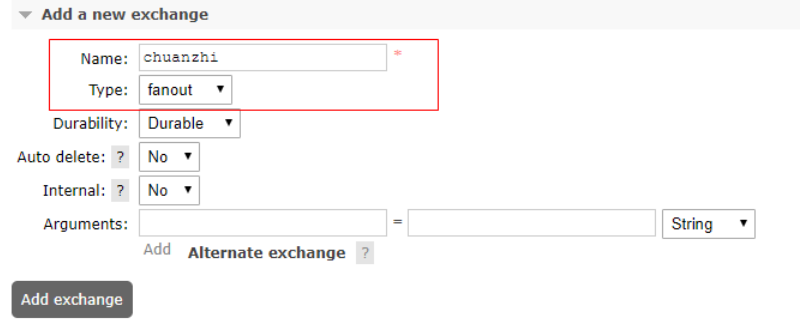 Add a new exchange
Name: chuanzhi *
Type: fanout
Durability: Durable
Auto delete: ? No
Internal: ? No
Arguments: = String
Add Alternate exchange ?
Add exchange